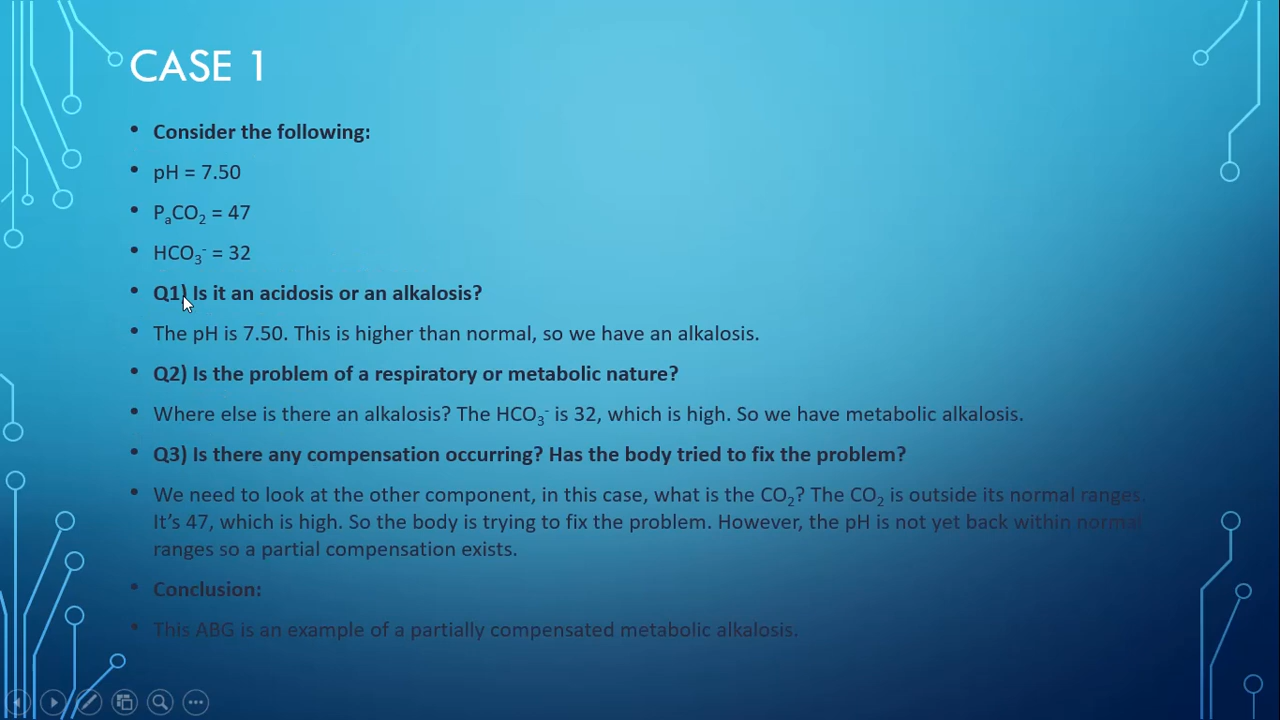 CASE 1
• Consider the following:
• pH = 7.50
• PₐCO₂ = 47
• HCO₃⁻ = 32
• Q1) Is it an acidosis or an alkalosis?
• The pH is 7.50. This is higher than normal, so we have an alkalosis.
• Q2) Is the problem of a respiratory or metabolic nature?
• Where else is there an alkalosis? The HCO₃⁻ is 32, which is high. So we have metabolic alkalosis.
• Q3) Is there any compensation occurring? Has the body tried to fix the problem?
• We need to look at the other component, in this case, what is the CO₂? The CO₂ is outside its normal ranges.
It’s 47, which is high. So the body is trying to fix the problem. However, the pH is not yet back within normal
ranges so a partial compensation exists.
• Conclusion:
• This ABG is an example of a partially compensated metabolic alkalosis.